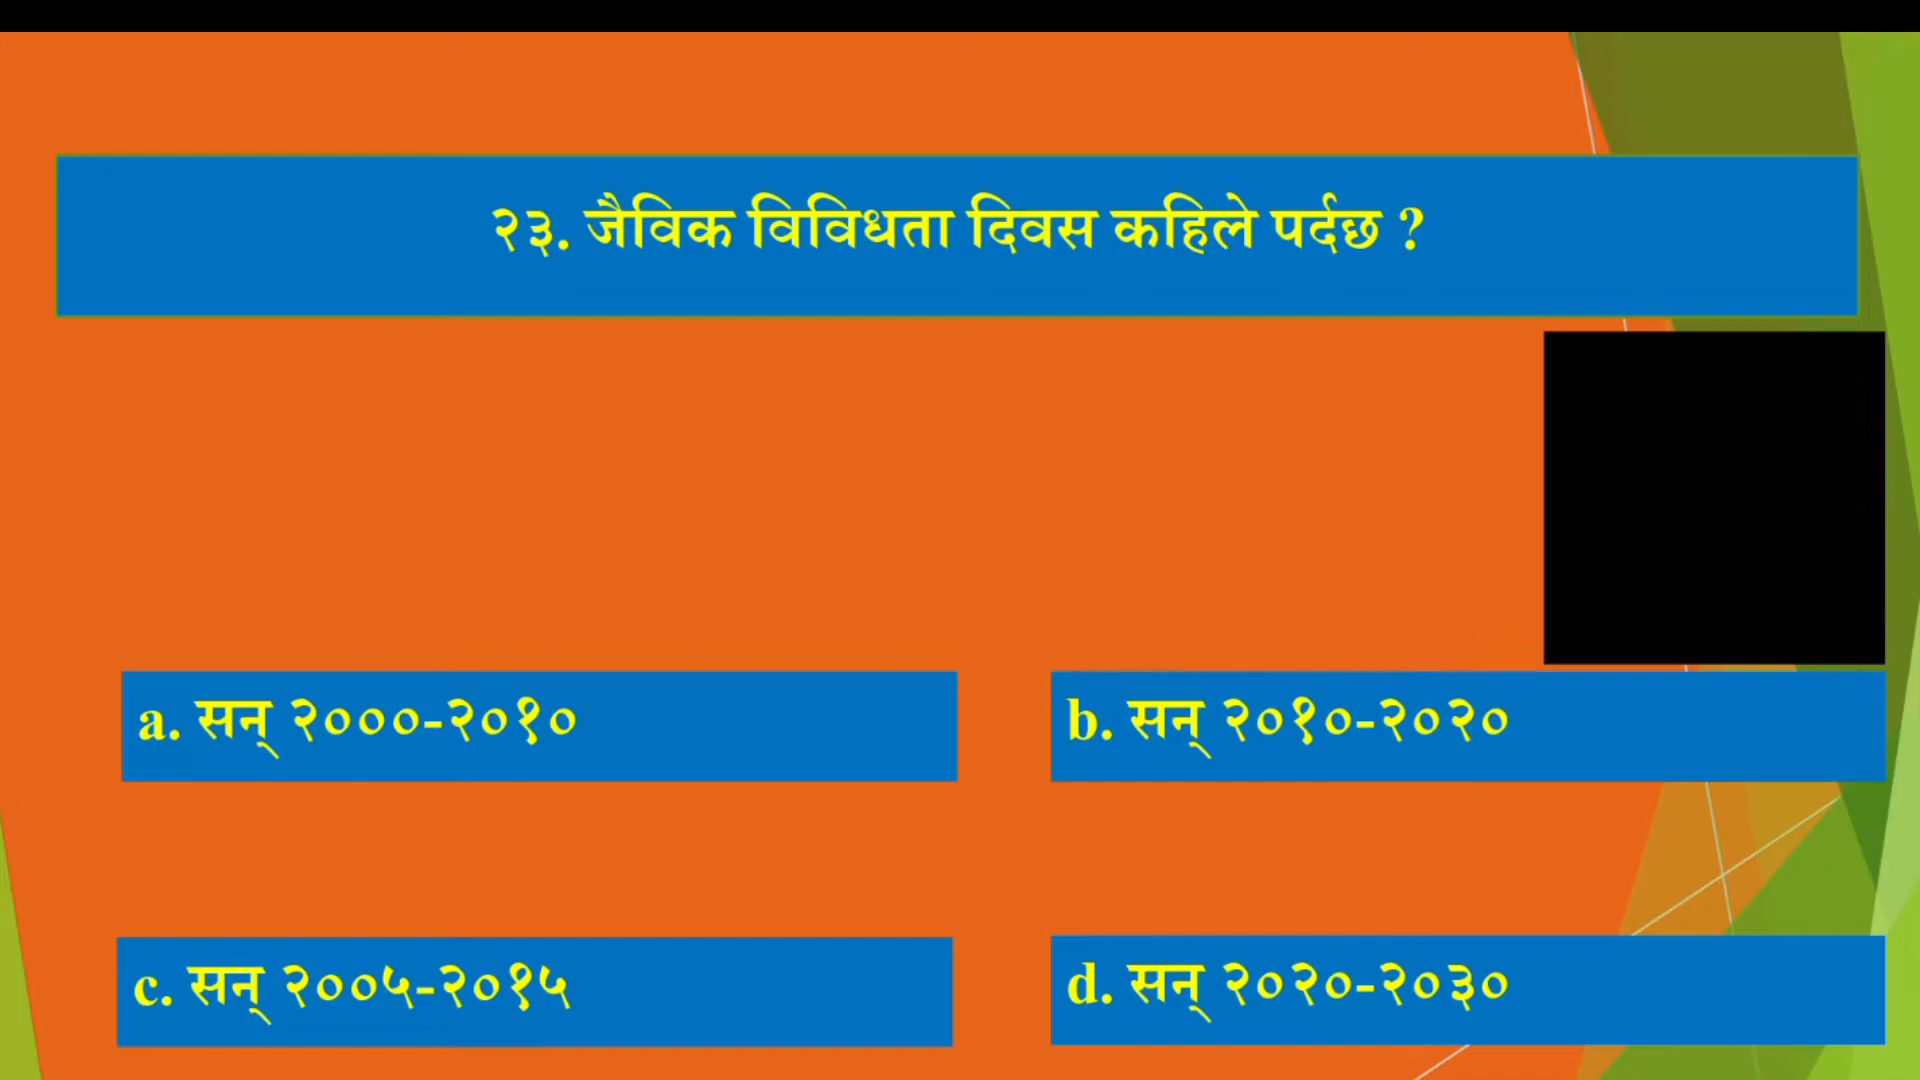 २३. जैविक विविधता दिवस कहिले पर्दछ ?
a. सन् २०००-२०१०
b. सन् २०१०-२०२०
c. सन् २००५-२०१५
d. सन् २०२०-२०३०